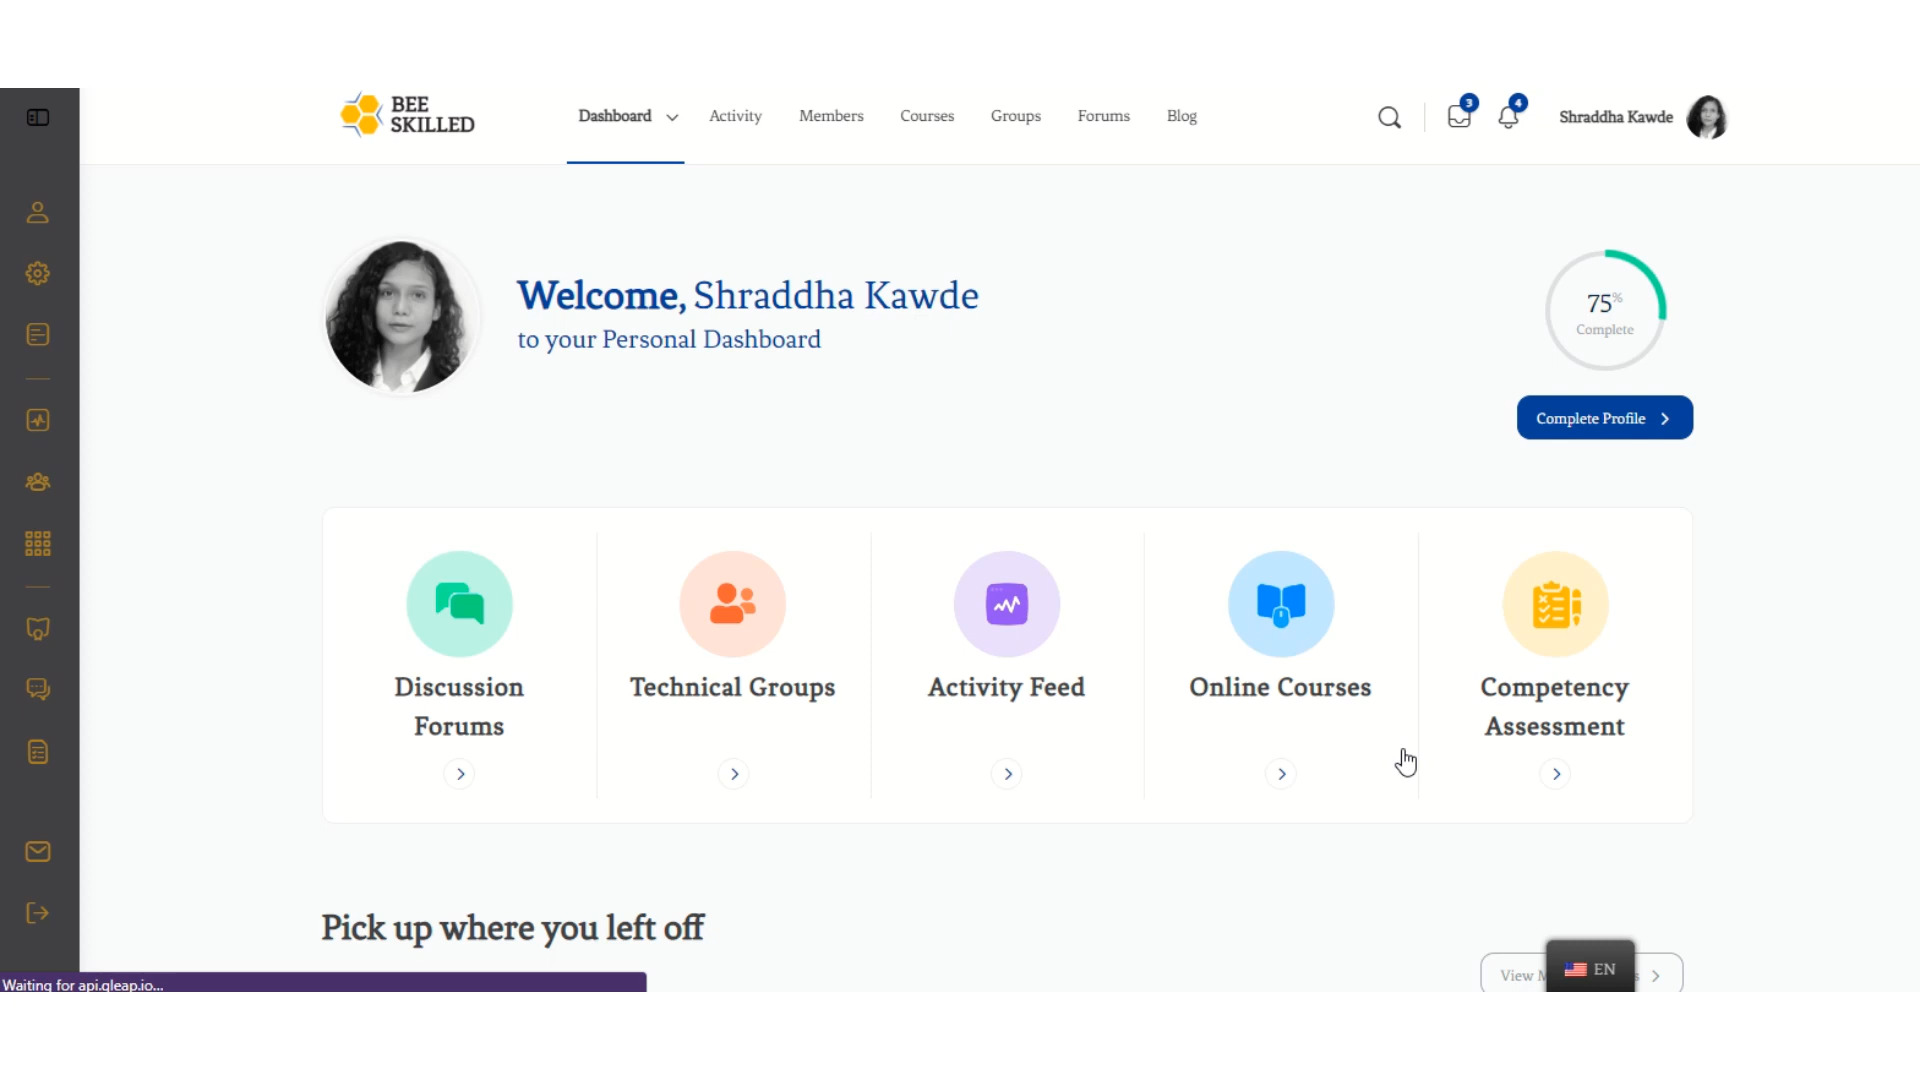 BEE
SKILLED
Dashboard
Activity
Members
Courses
Groups
Forums
Blog
3
4
Shraddha Kawde
Welcome, Shraddha Kawde
to your Personal Dashboard
75%
Complete
Complete Profile
Discussion
Forums
Technical Groups
Activity Feed
Online Courses
Competency
Assessment
Pick up where you left off
View
EN
Waiting for api.gleap.io...